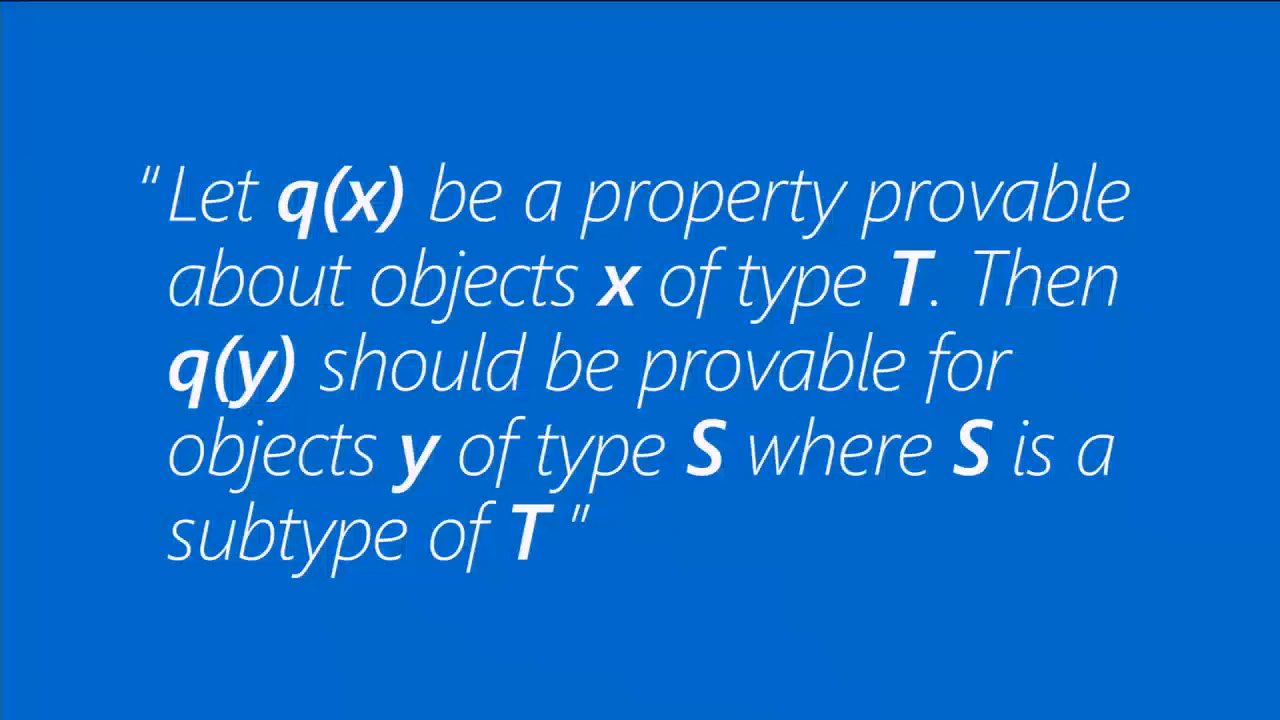 "Let q(x) be a property provable
about objects x of type T. Then
q(y) should be provable for
objects y of type S where S is a
subtype of T "